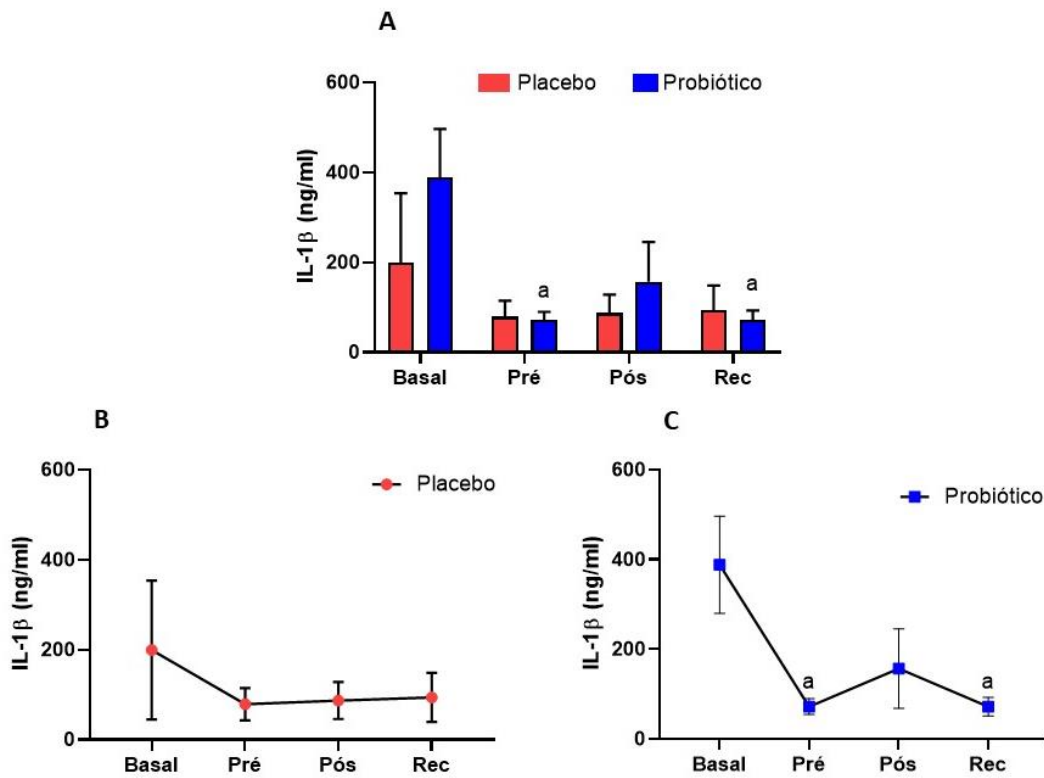 A
Placebo
Probiótico
IL-1β (ng/ml)
600
400
200
0
a
a
Basal
Pré
Pós
Rec
B
Placebo
IL-1β (ng/ml)
600
400
200
0
Basal
Pré
Pós
Rec
C
Probiótico
IL-1β (ng/ml)
600
400
200
0
a
a
Basal
Pré
Pós
Rec